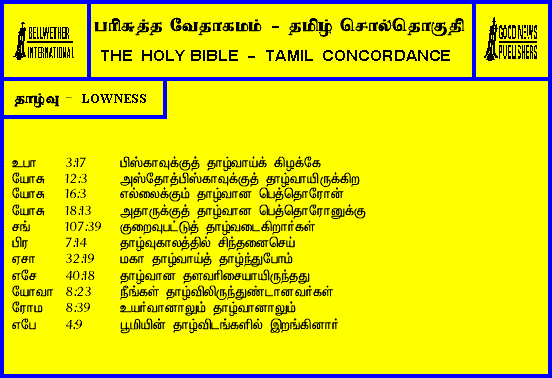 BELLWETHER
INTERNATIONAL
பரிசுத்த வேதாகமம் - தமிழ் சொல்தொகுதி
THE HOLY BIBLE - TAMIL CONCORDANCE
GOOD NEWS
PUBLISHERS
தாழ்வு - LOWNESS
உபா 3:17 பிஸ்காவுக்குத் தாழ்வாய்க் கிழக்கே
யோசு 12:3 அஸ்தோத்பிஸ்காவுக்குத் தாழ்வாயிருக்கிற
யோசு 16:3 எல்லைக்கும் தாழ்வான பெத்தொரோன்
யோசு 18:13 அதாருக்குத் தாழ்வான பெத்தொரோனுக்கு
சங் 107:39 குறைவுபட்டுத் தாழ்வடைகிறார்கள்
பிர 7:14 தாழ்வுகாலத்தில் சிந்தனைசெய்
ஏசா 32:19 மகா தாழ்வாய்த் தாழ்ந்துபோம்
எசே 40:18 தாழ்வான தளவரிசையாயிருந்தது
யோவா 8:23 நீங்கள் தாழ்விலிருந்துண்டானவர்கள்
ரோம 8:39 உயர்வானாலும் தாழ்வானாலும்
எபே 4:9 பூமியின் தாழ்விடங்களில் இறங்கினார்